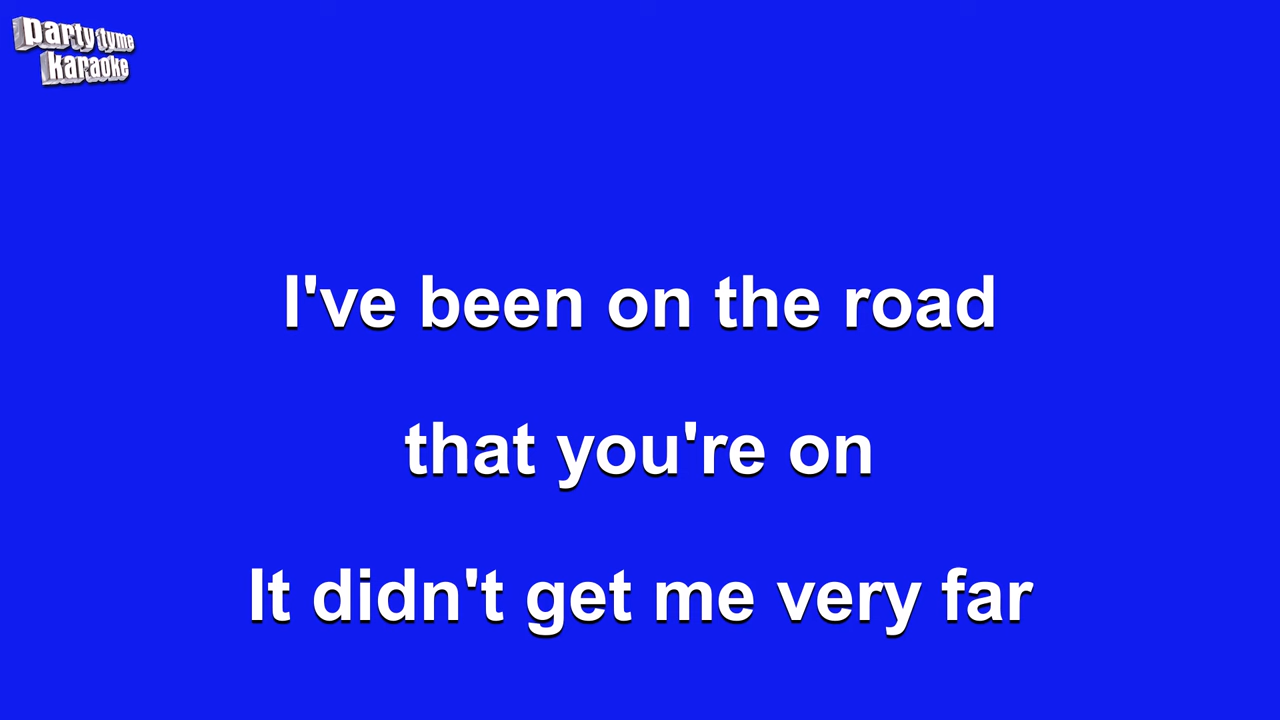 party tyme
karaoke
I've been on the road
that you're on
It didn't get me very far